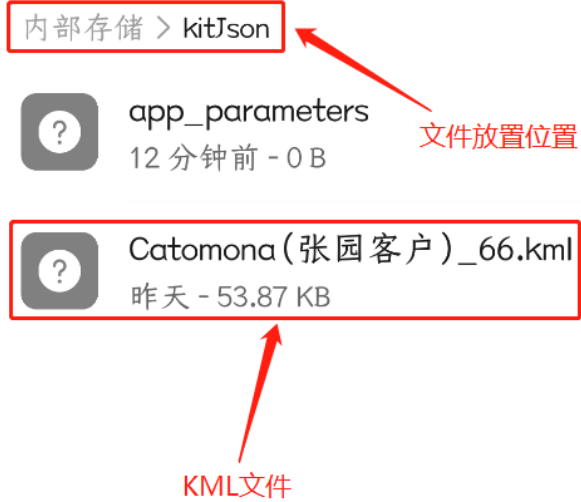 内部存储 > kitJson
app_parameters
文件放置位置
12 分钟前 - 0 B
Catomona(张园客户)_66.kml
昨天 - 53.87 KB
KML文件